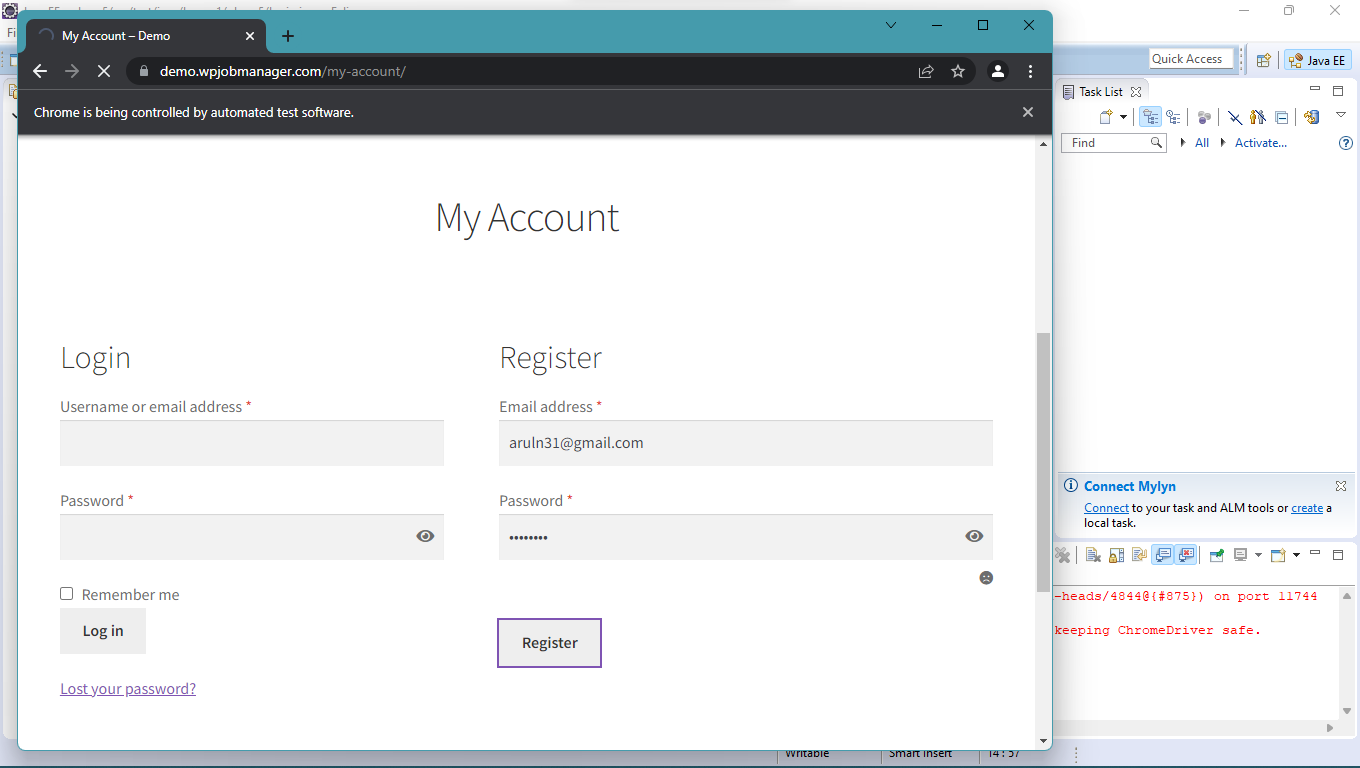 My Account – Demo
demo.wpjobmanager.com/my-account/
Chrome is being controlled by automated test software.
My Account
Login
Username or email address *
Password *
Remember me
Log in
Lost your password?
Register
Email address *
aruln31@gmail.com
Password *
Register
Quick Access
Java EE
Task List
Find
All
Activate...
Connect Mylyn
Connect to your task and ALM tools or create a
local task.
-heads/4844@{#875}) on port 11744
keeping ChromeDriver safe.
Writable
Smart Insert
14 : 57